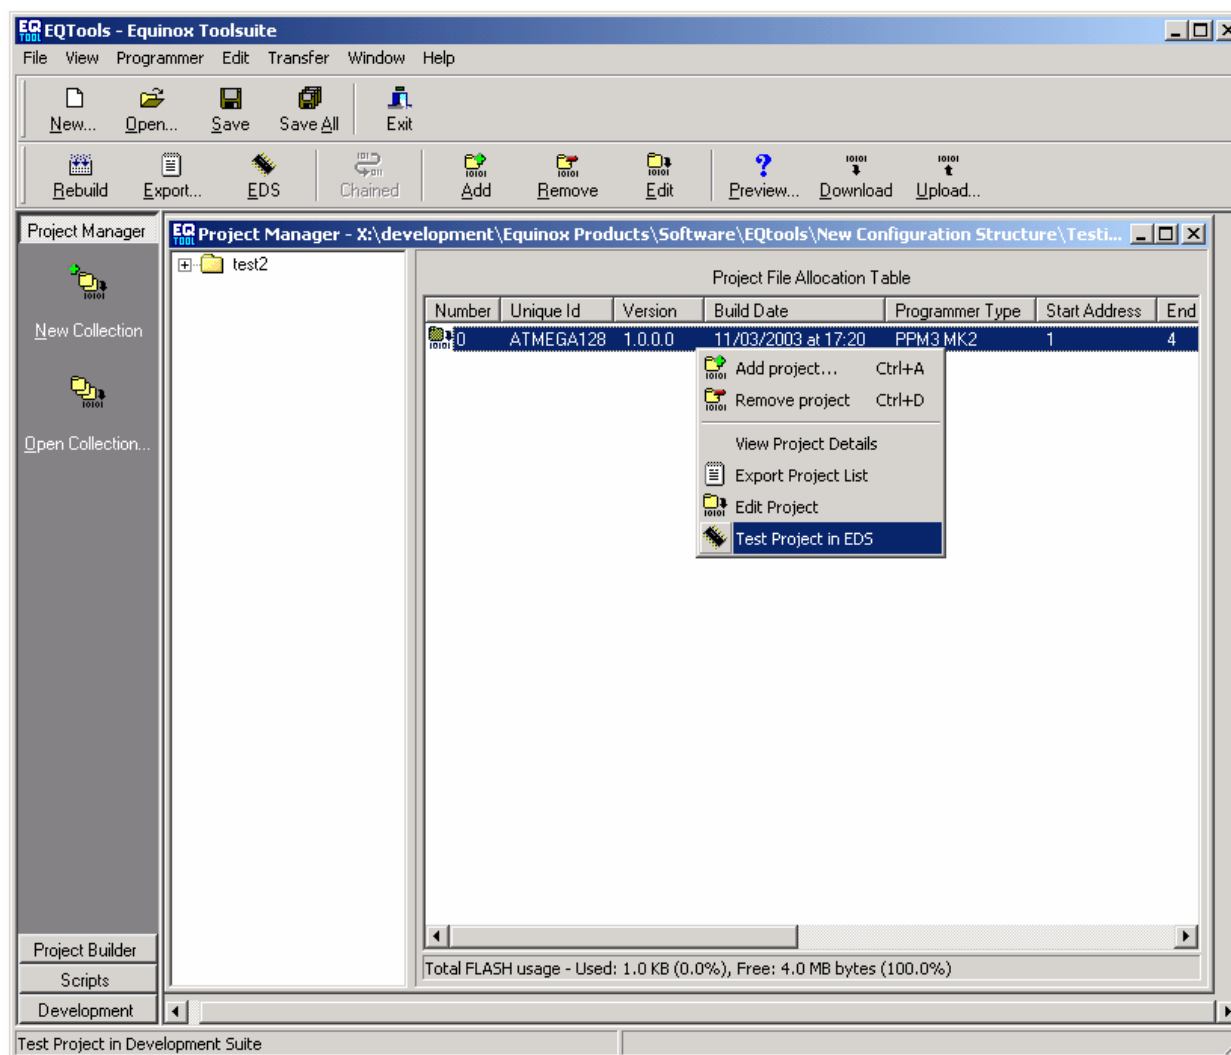 EQTools - Equinox Toolsuite
File View Programmer Edit Transfer Window Help
New... Open... Save Save All Exit
Rebuild Export... EDS Chained Add Remove Edit Preview... Download Upload...
Project Manager
New Collection
Open Collection...
Project Manager - X:\development\Equinox Products\Software\EQtools\New Configuration Structure\Testi...
test2
Project File Allocation Table
Number Unique Id Version Build Date Programmer Type Start Address End
0 ATMEGA128 1.0.0.0 11/03/2003 at 17:20 PPM3 MK2 1 4
Add project... Ctrl+A
Remove project Ctrl+D
View Project Details
Export Project List
Edit Project
Test Project in EDS
Total FLASH usage - Used: 1.0 KB (0.0%), Free: 4.0 MB bytes (100.0%)
Project Builder
Scripts
Development
Test Project in Development Suite